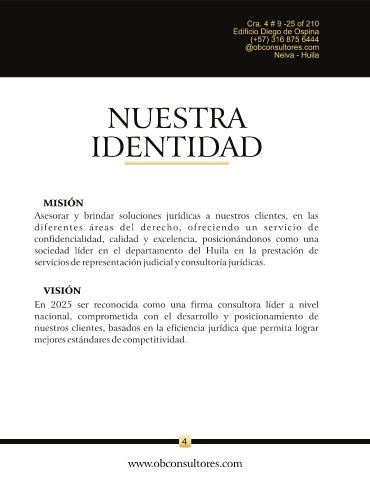 Cra. 4 # 9 -25 of 210
Edificio Diego de Ospina
(+57) 316 875 6444
@obconsultores.com
Neiva - Huila
NUESTRA
IDENTIDAD
MISIÓN
Asesorar y brindar soluciones jurídicas a nuestros clientes, en las
diferentes áreas del derecho, ofreciendo un servicio de
confidencialidad, calidad y excelencia, posicionándonos como una
sociedad líder en el departamento del Huila en la prestación de
servicios de representación judicial y consultoría jurídicas.
VISIÓN
En 2025 ser reconocida como una firma consultora líder a nivel
nacional, comprometida con el desarrollo y posicionamiento de
nuestros clientes, basados en la eficiencia jurídica que permita lograr
mejores estándares de competitividad.
4
www.obconsultores.com